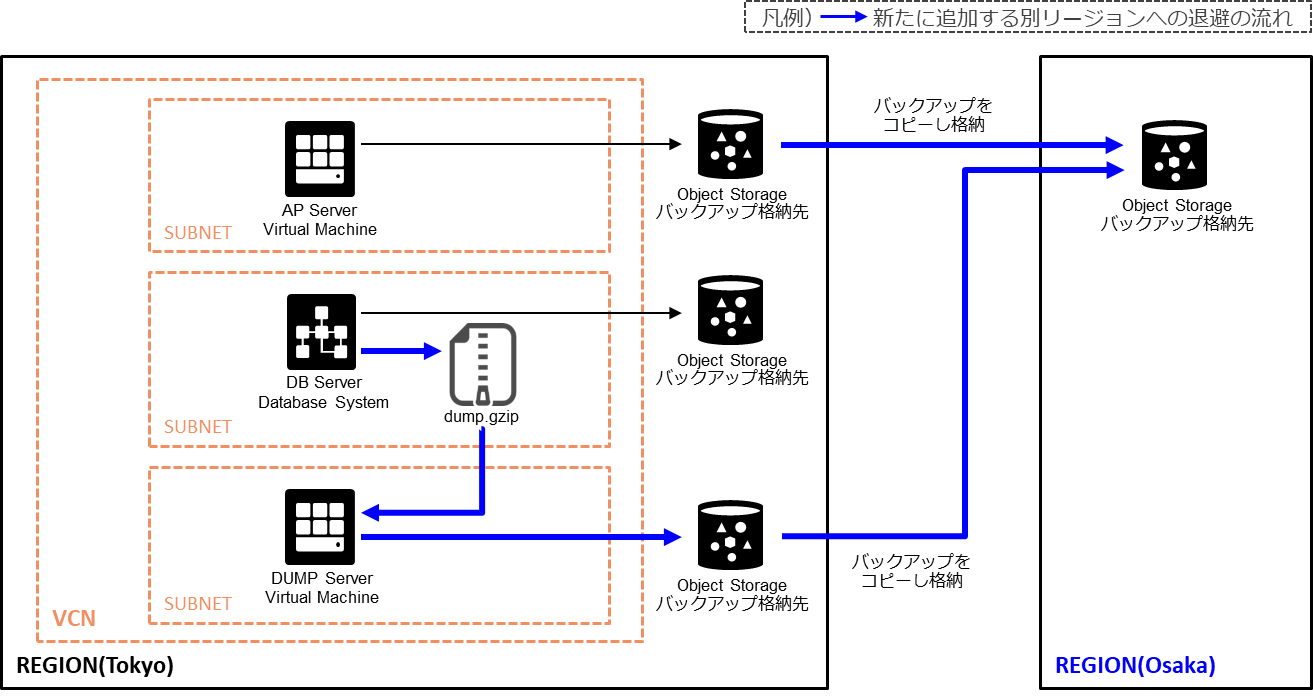 凡例) 新たに追加する別リージョンへの退避の流れ
AP Server
Virtual Machine
SUBNET
Object Storage
バックアップ格納先
バックアップを
コピーし格納
Object Storage
バックアップ格納先
DB Server
Database System
dump.gzip
SUBNET
Object Storage
バックアップ格納先
DUMP Server
Virtual Machine
SUBNET
Object Storage
バックアップ格納先
バックアップを
コピーし格納
VCN
REGION(Tokyo)
REGION(Osaka)